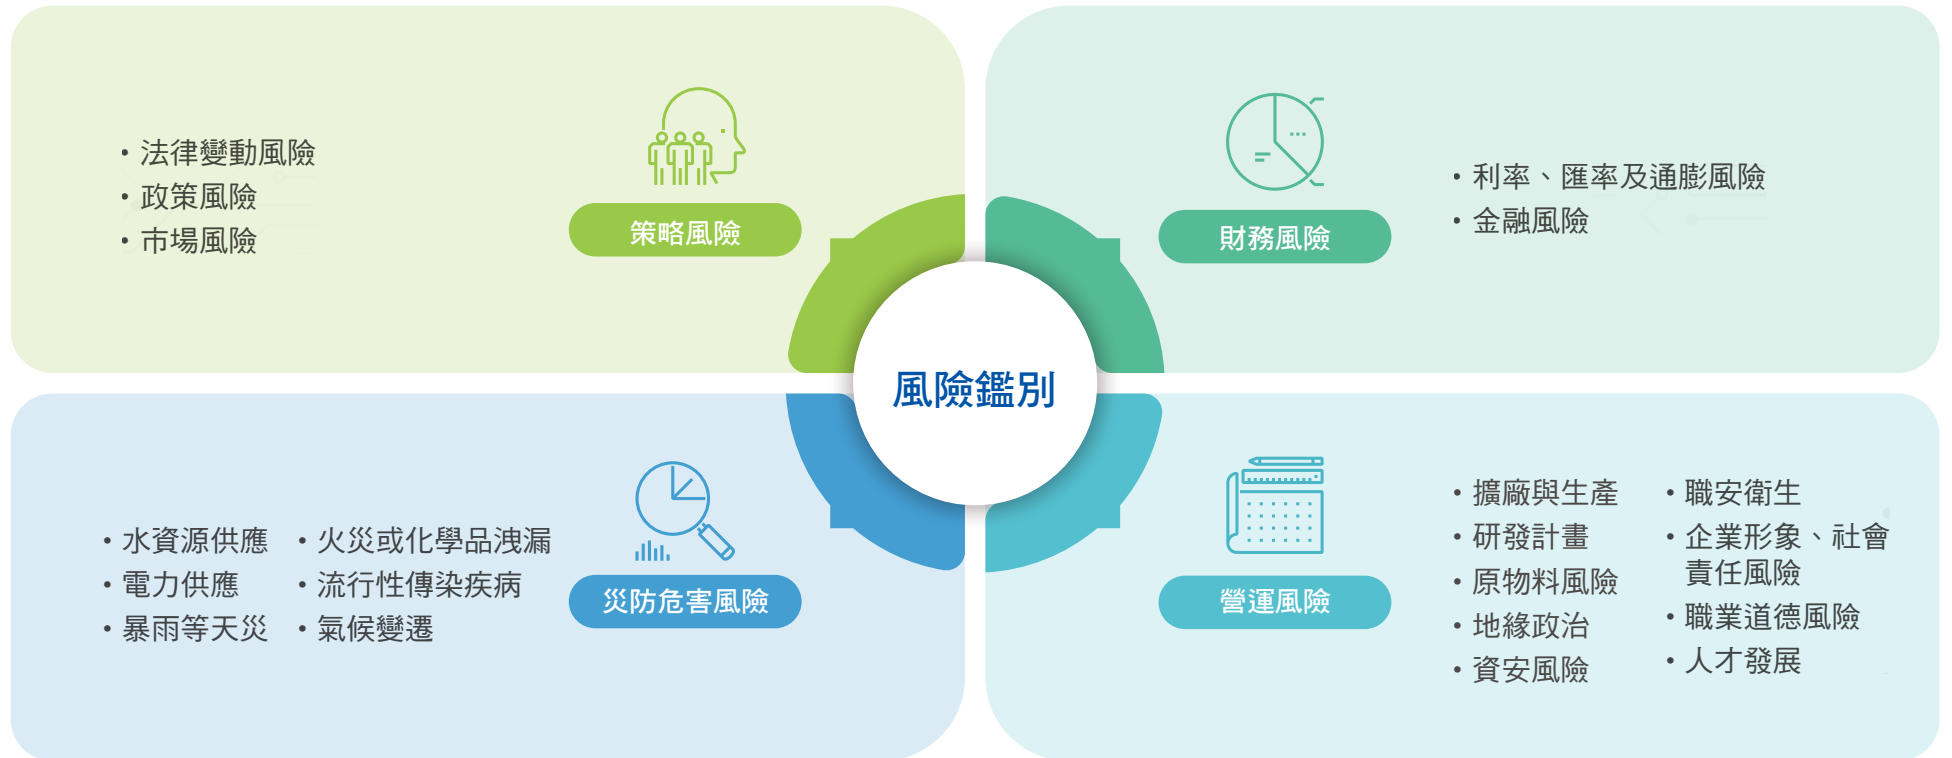 ・法律變動風險
・政策風險
・市場風險
策略風險
財務風險
・利率、匯率及通膨風險
・金融風險
風險鑑別
・水資源供應
・電力供應
・暴雨等天災
・火災或化學品洩漏
・流行性傳染疾病
・氣候變遷
災防危害風險
營運風險
・擴廠與生產
・研發計畫
・原物料風險
・地緣政治
・資安風險
・職安衛生
・企業形象、社會
責任風險
・職業道德風險
・人才發展